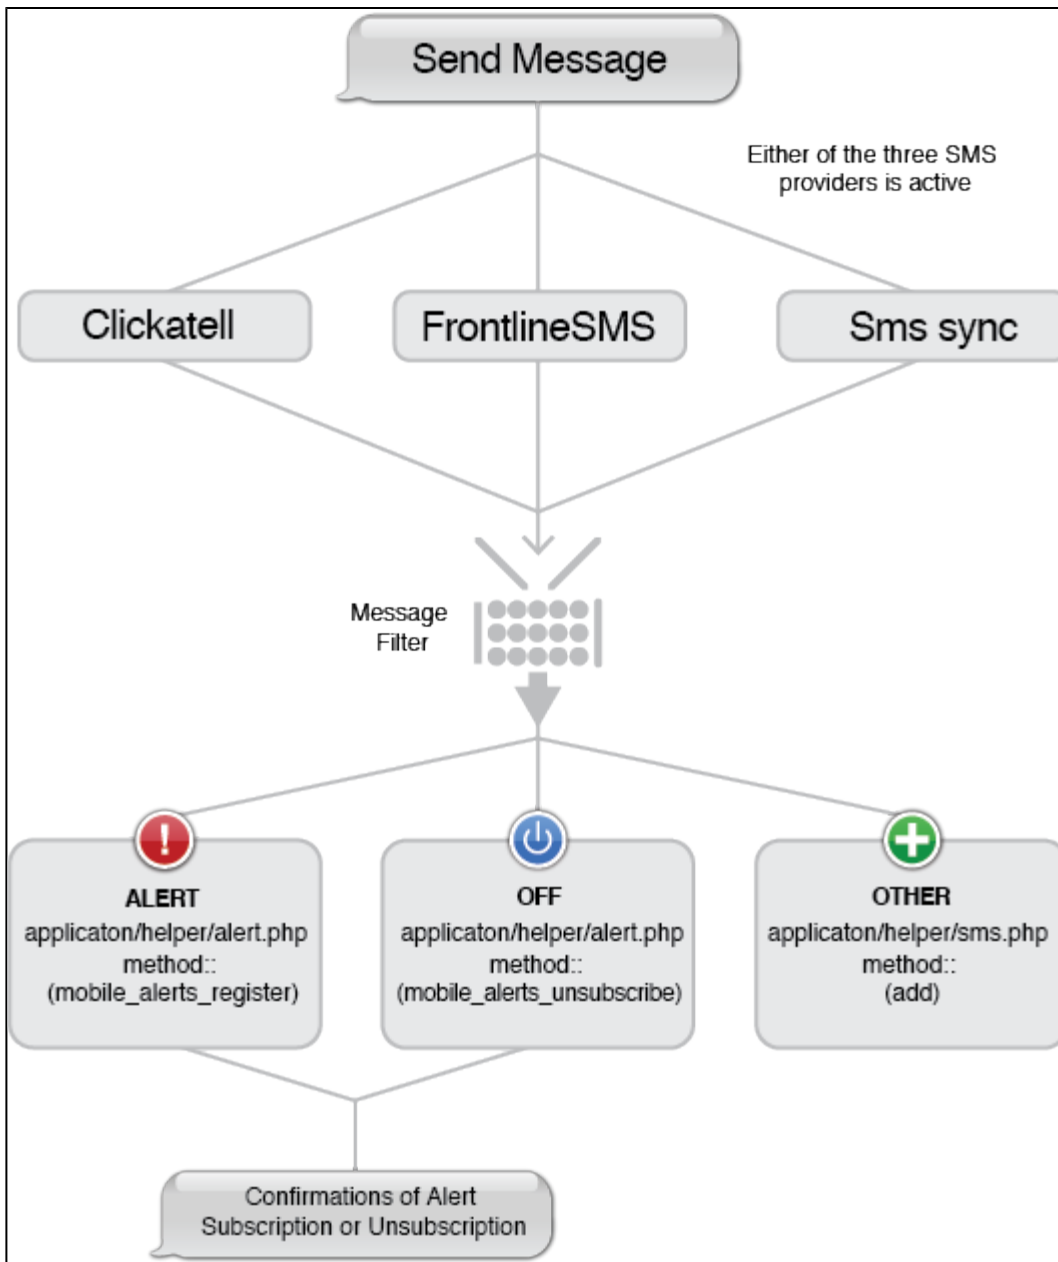 Send Message
Either of the three SMS
providers is active
Clickatell
FrontlineSMS
Sms sync
Message
Filter
ALERT
applicaton/helper/alert.php
method::
(mobile_alerts_register)
OFF
applicaton/helper/alert.php
method::
(mobile_alerts_unsubscribe)
OTHER
applicaton/helper/sms.php
method::
(add)
Confirmations of Alert
Subscription or Unsubscription